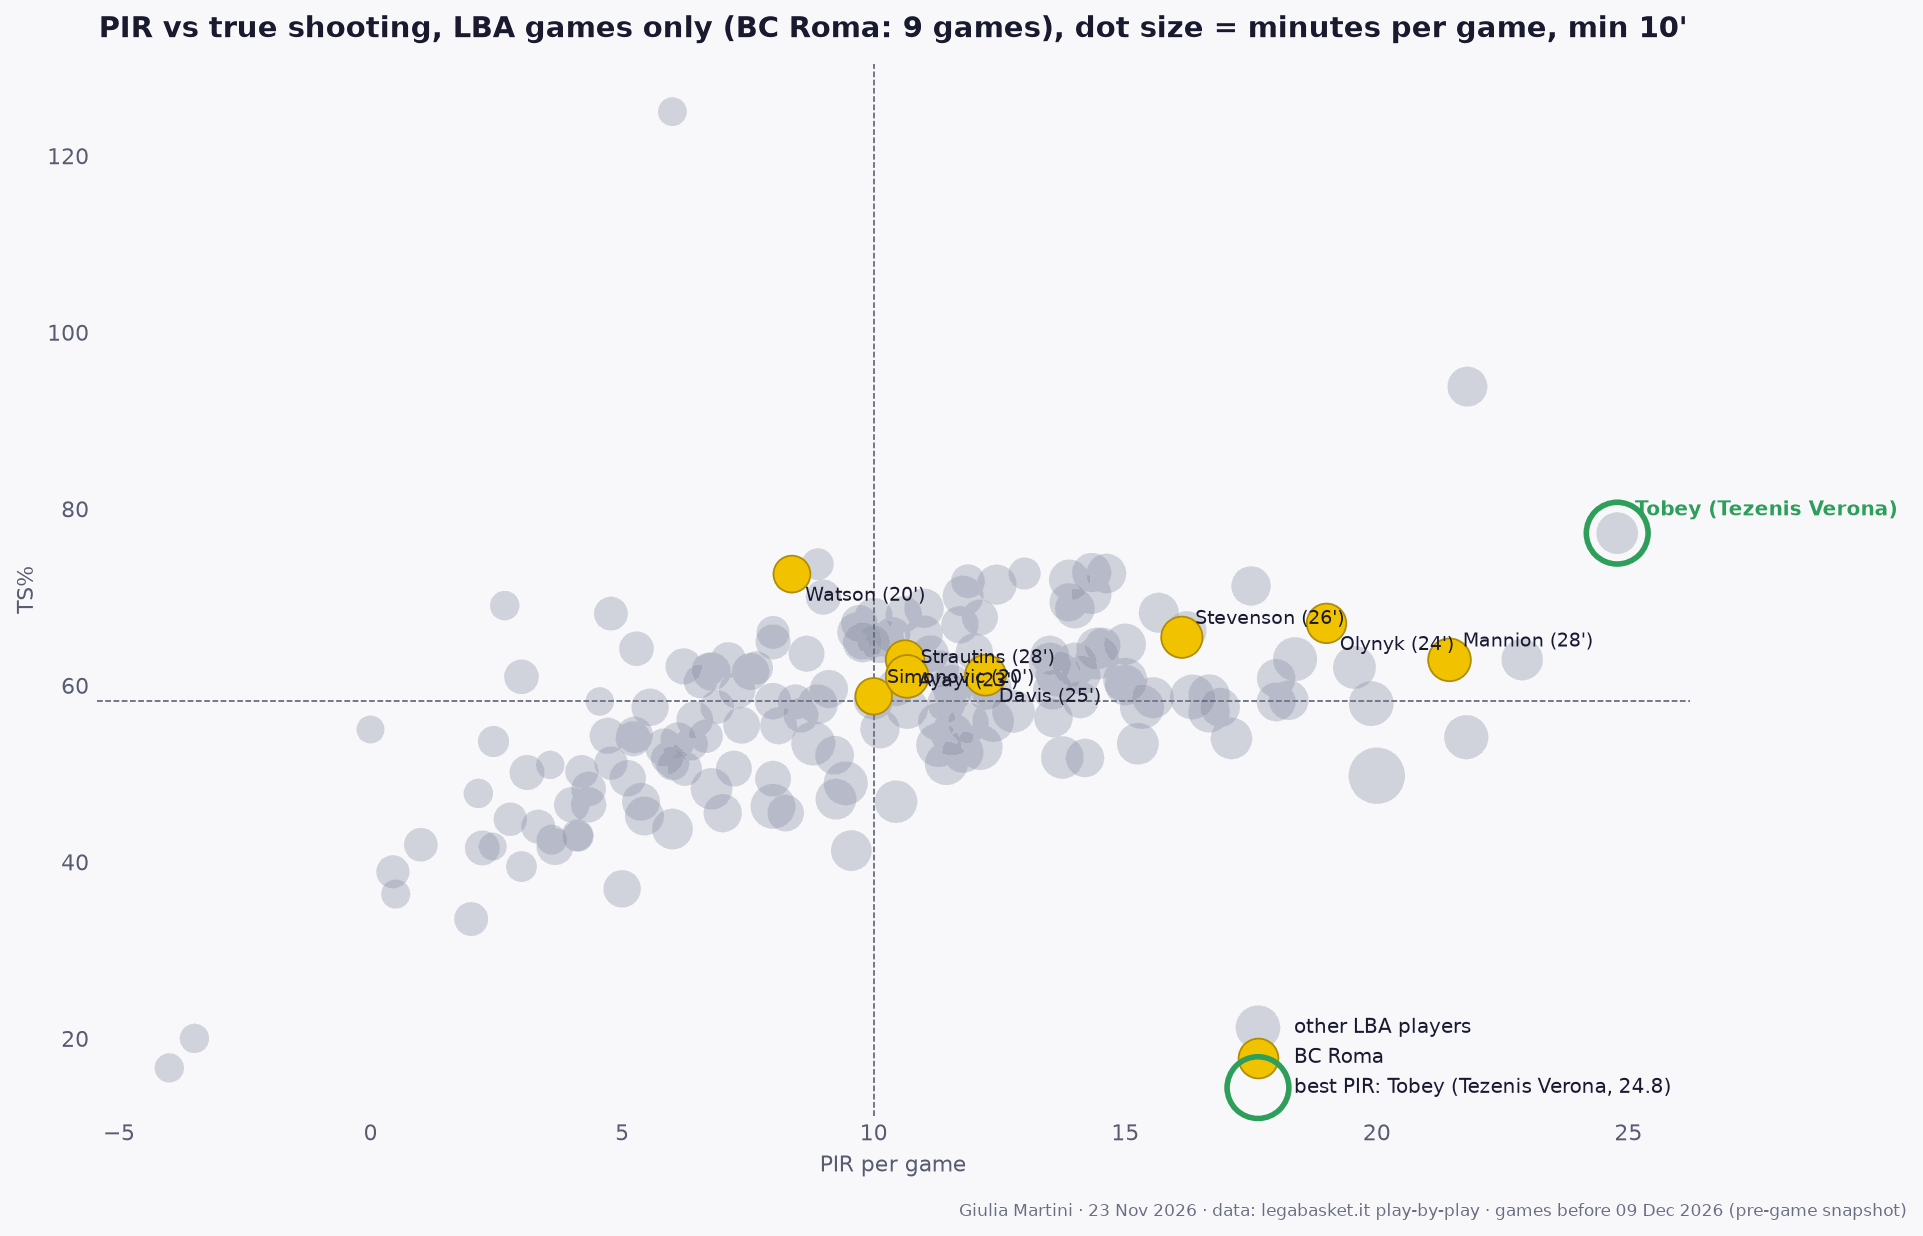 PIR vs true shooting, LBA games only (BC Roma: 9 games), dot size = minutes per game, min 10'
120
100
80
60
40
20
TS%
Tobey (Tezenis Verona)
Watson (20')
Stevenson (26')
Olynyk (24')
Mannion (28')
Strautins (28')
Simonovic (20')
Ayayi (23')
Davis (25')
other LBA players
BC Roma
best PIR: Tobey (Tezenis Verona, 24.8)
−5 0 5 10 15 20 25
PIR per game
Giulia Martini · 23 Nov 2026 · data: legabasket.it play-by-play · games before 09 Dec 2026 (pre-game snapshot)